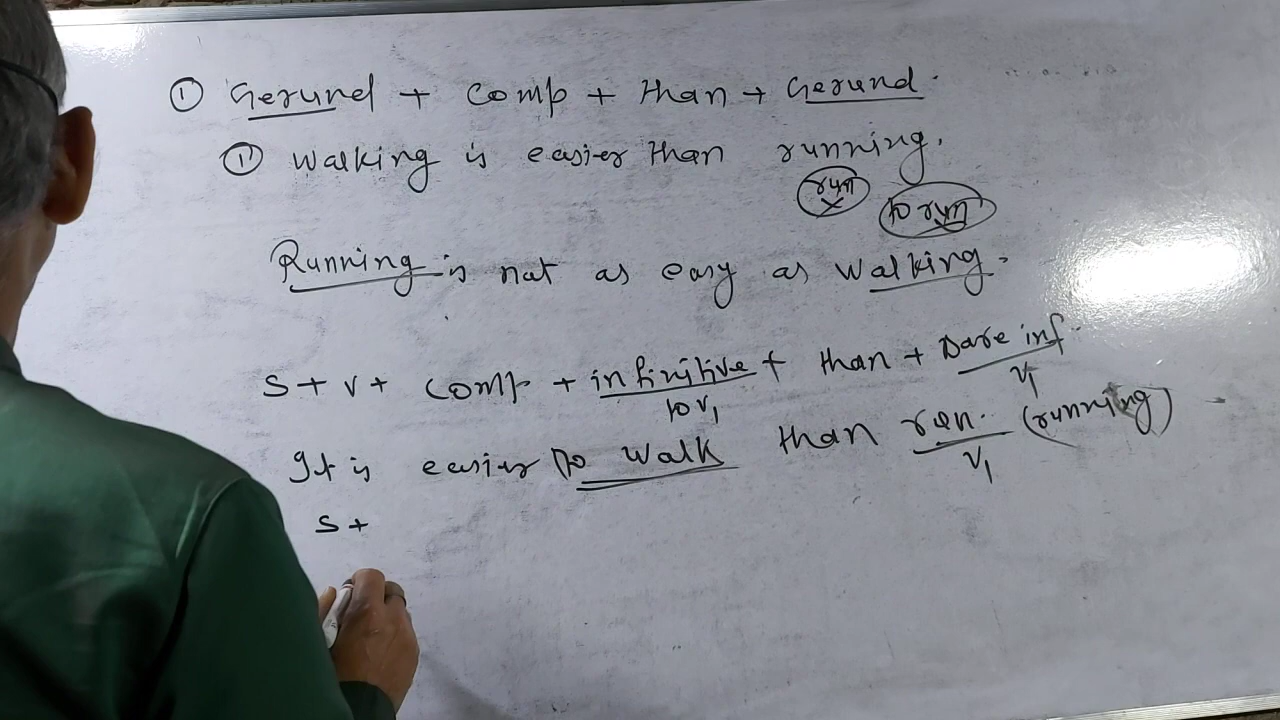 ① Gerund + Comp + than + Gerund.
① Walking is easier than running.
run to run
Running is not as easy as walking.
S + V + Comp + infinitive + than + Bare inf.
to V1 V1
It is easier to walk than run. (running)
V1
S +